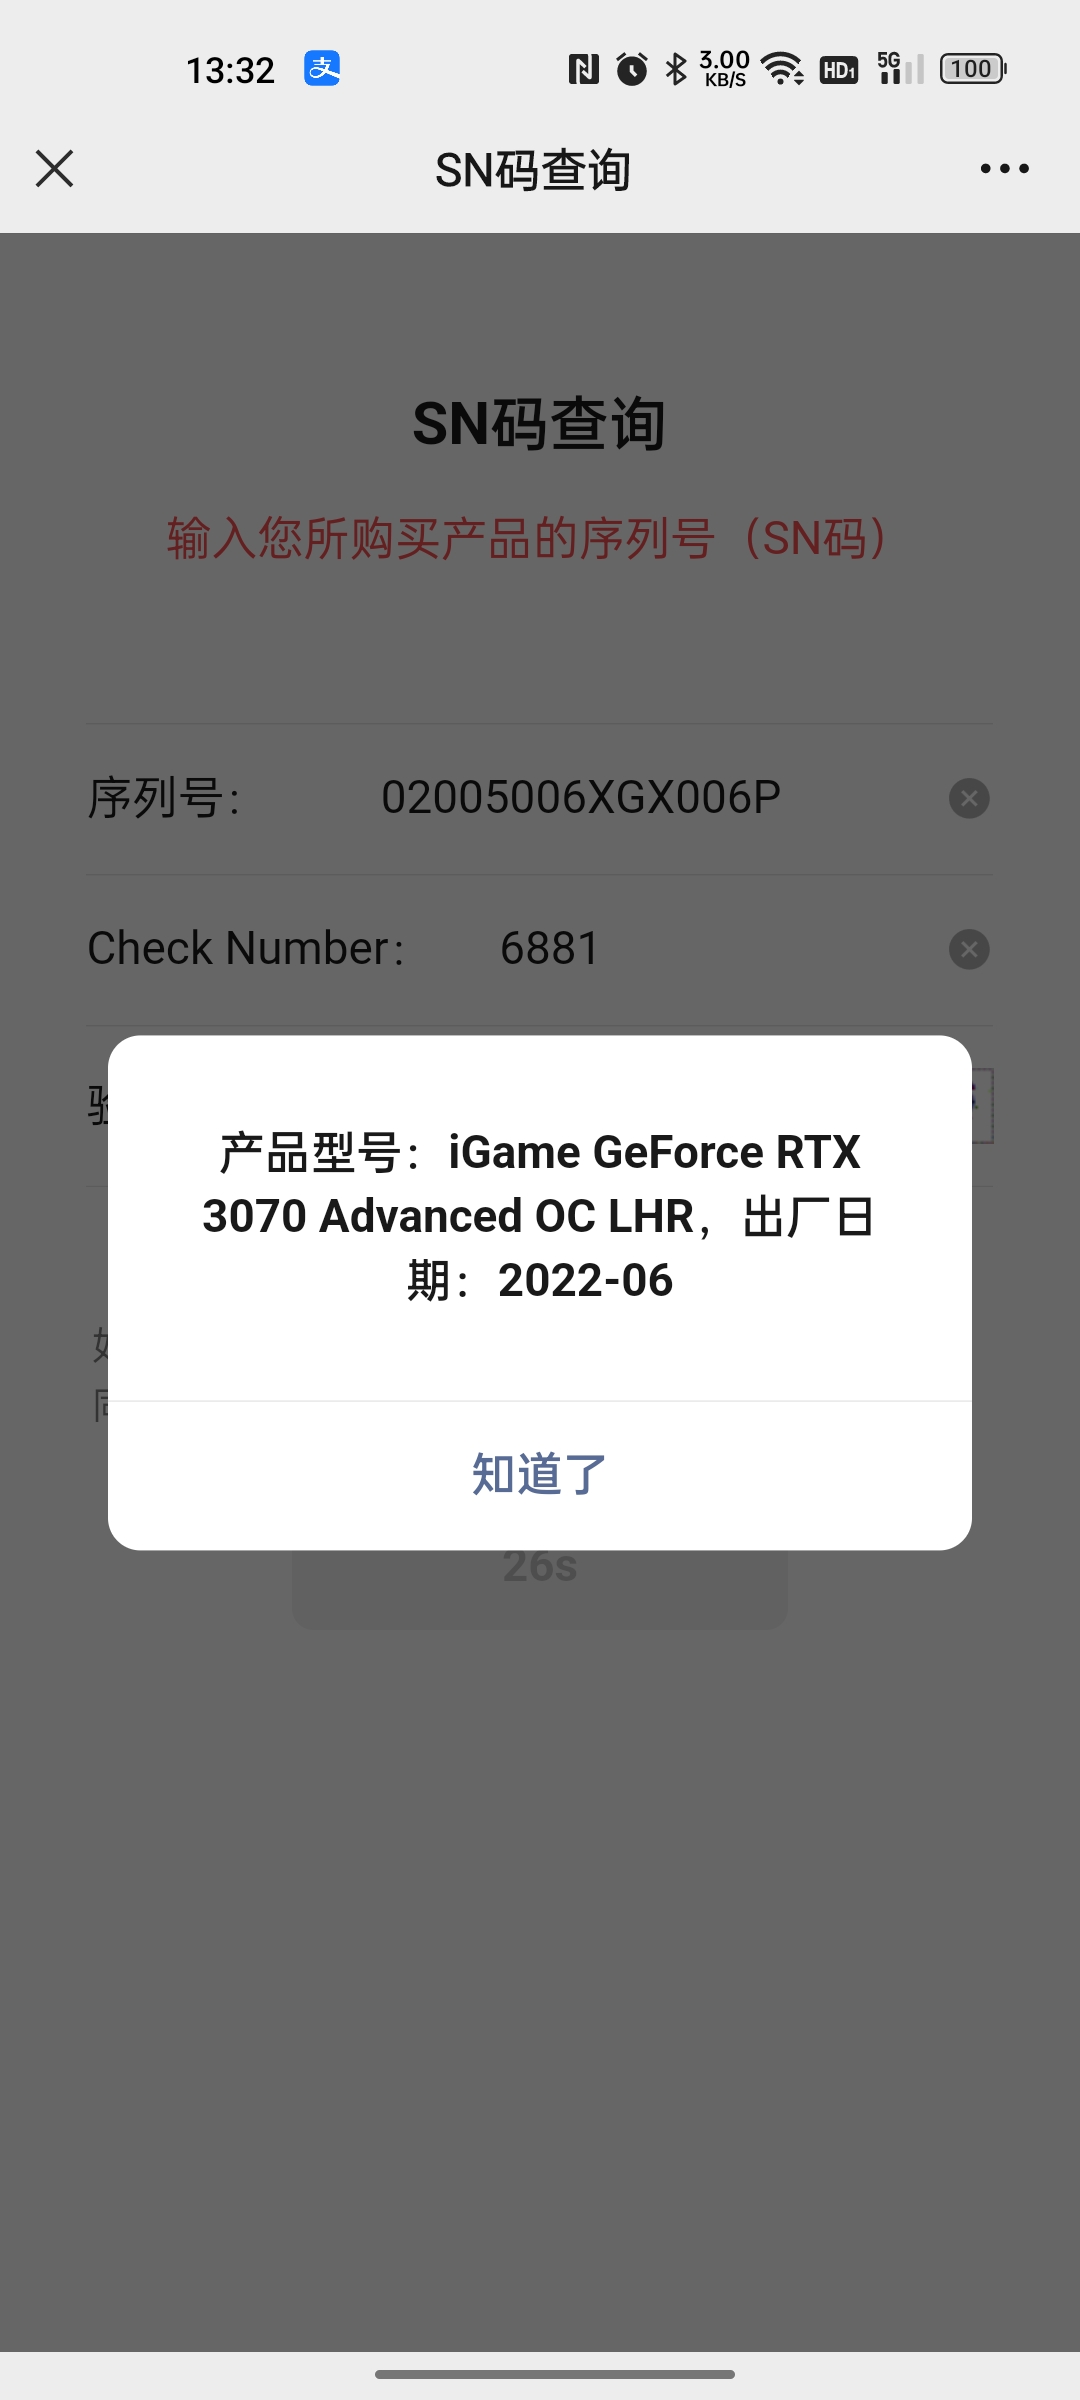 13:32 支 3.00 KB/S HD1 5G 100
SN码查询
SN码查询
输入您所购买产品的序列号（SN码）
序列号： 02005006XGX006P
Check Number： 6881
产品型号：iGame GeForce RTX
3070 Advanced OC LHR，出厂日
期：2022-06
知道了
26s